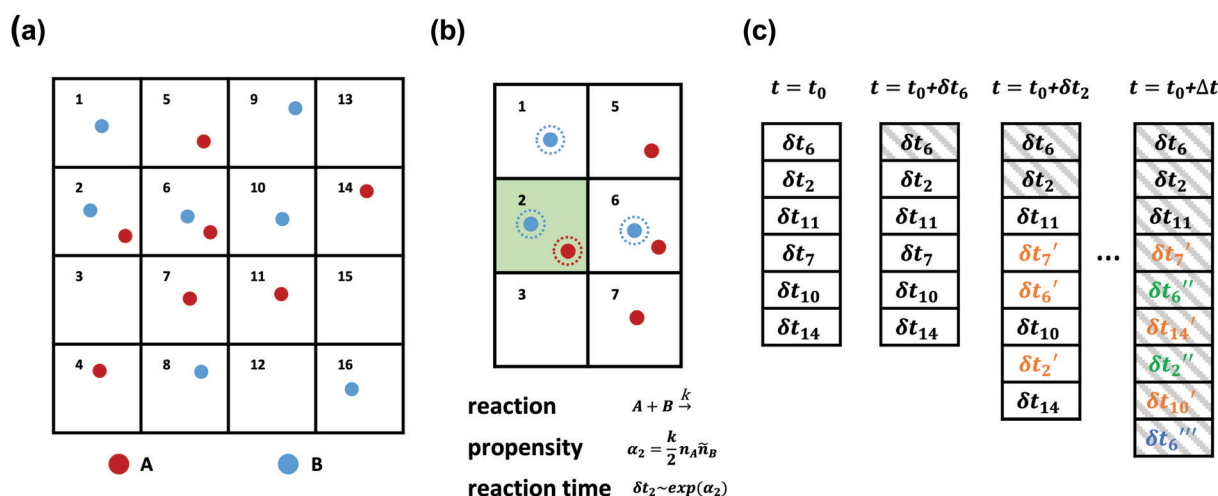 (a)
1 5 9 13
2 6 10 14
3 7 11 15
4 8 12 16
A B
(b)
1 5
2 6
3 7
reaction A + B →k
propensity α₂ = k/2 n_A ñ_B
reaction time δt₂~exp(α₂)
(c)
t = t₀ t = t₀+δt₆ t = t₀+δt₂ t = t₀+Δt
δt₆ δt₆ δt₆ δt₆
δt₂ δt₂ δt₂ δt₂
δt₁₁ δt₁₁ δt₁₁ δt₁₁
δt₇ δt₇ δt₇' ... δt₇'
δt₁₀ δt₁₀ δt₆' δt₆''
δt₁₄ δt₁₄ δt₁₀ δt₁₄'
δt₂' δt₂''
δt₁₄ δt₁₀'
δt₆'''